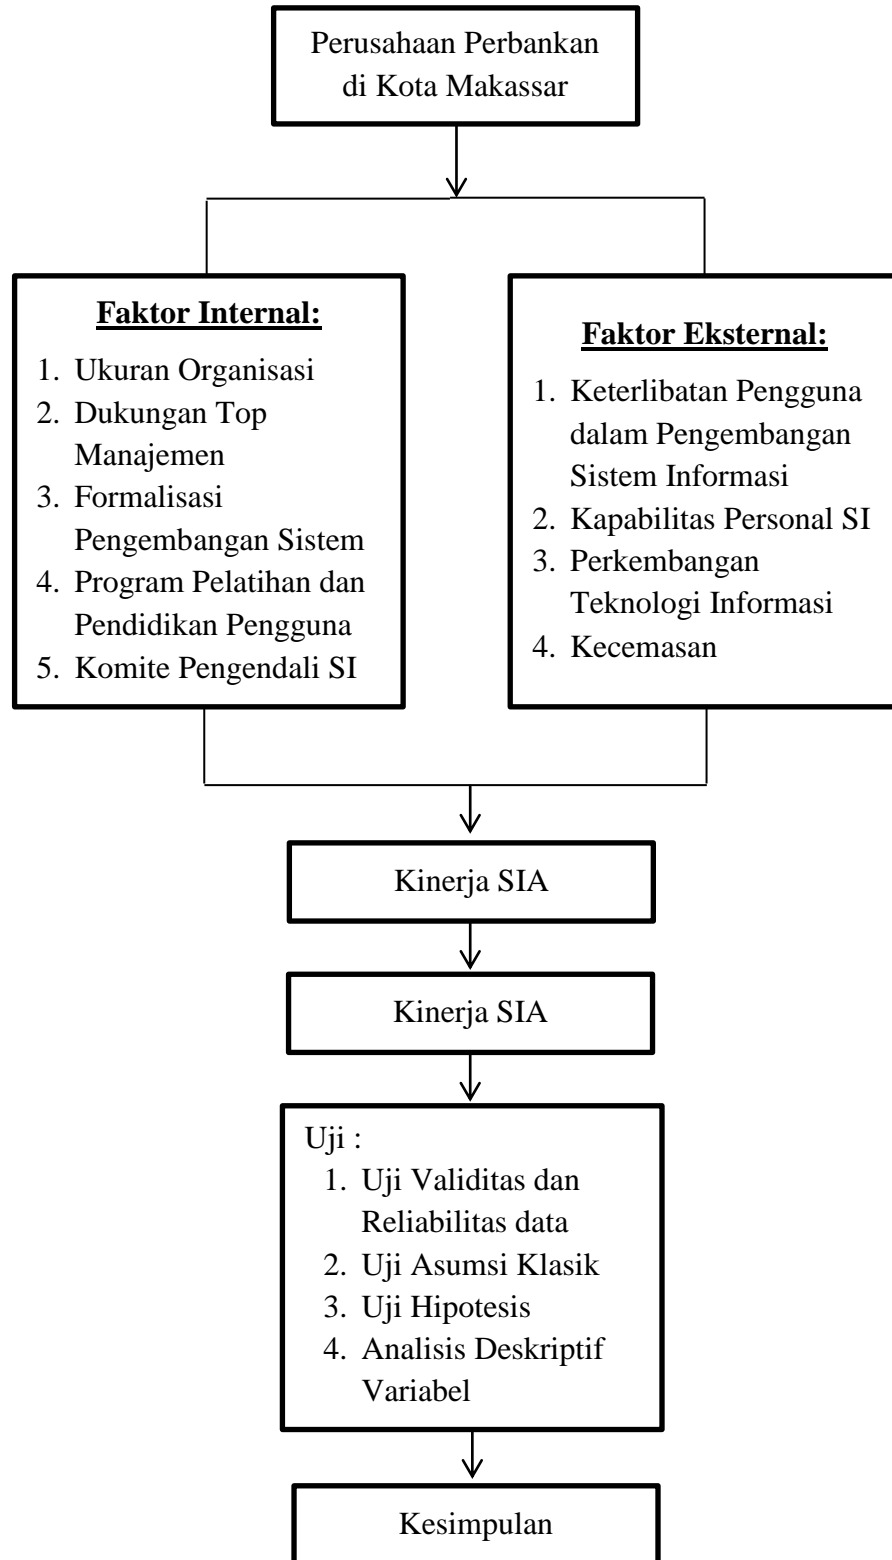 Perusahaan Perbankan
di Kota Makassar
Faktor Internal:
1. Ukuran Organisasi
2. Dukungan Top
Manajemen
3. Formalisasi
Pengembangan Sistem
4. Program Pelatihan dan
Pendidikan Pengguna
5. Komite Pengendali SI
Faktor Eksternal:
1. Keterlibatan Pengguna
dalam Pengembangan
Sistem Informasi
2. Kapabilitas Personal SI
3. Perkembangan
Teknologi Informasi
4. Kecemasan
Kinerja SIA
Kinerja SIA
Uji :
1. Uji Validitas dan
Reliabilitas data
2. Uji Asumsi Klasik
3. Uji Hipotesis
4. Analisis Deskriptif
Variabel
Kesimpulan